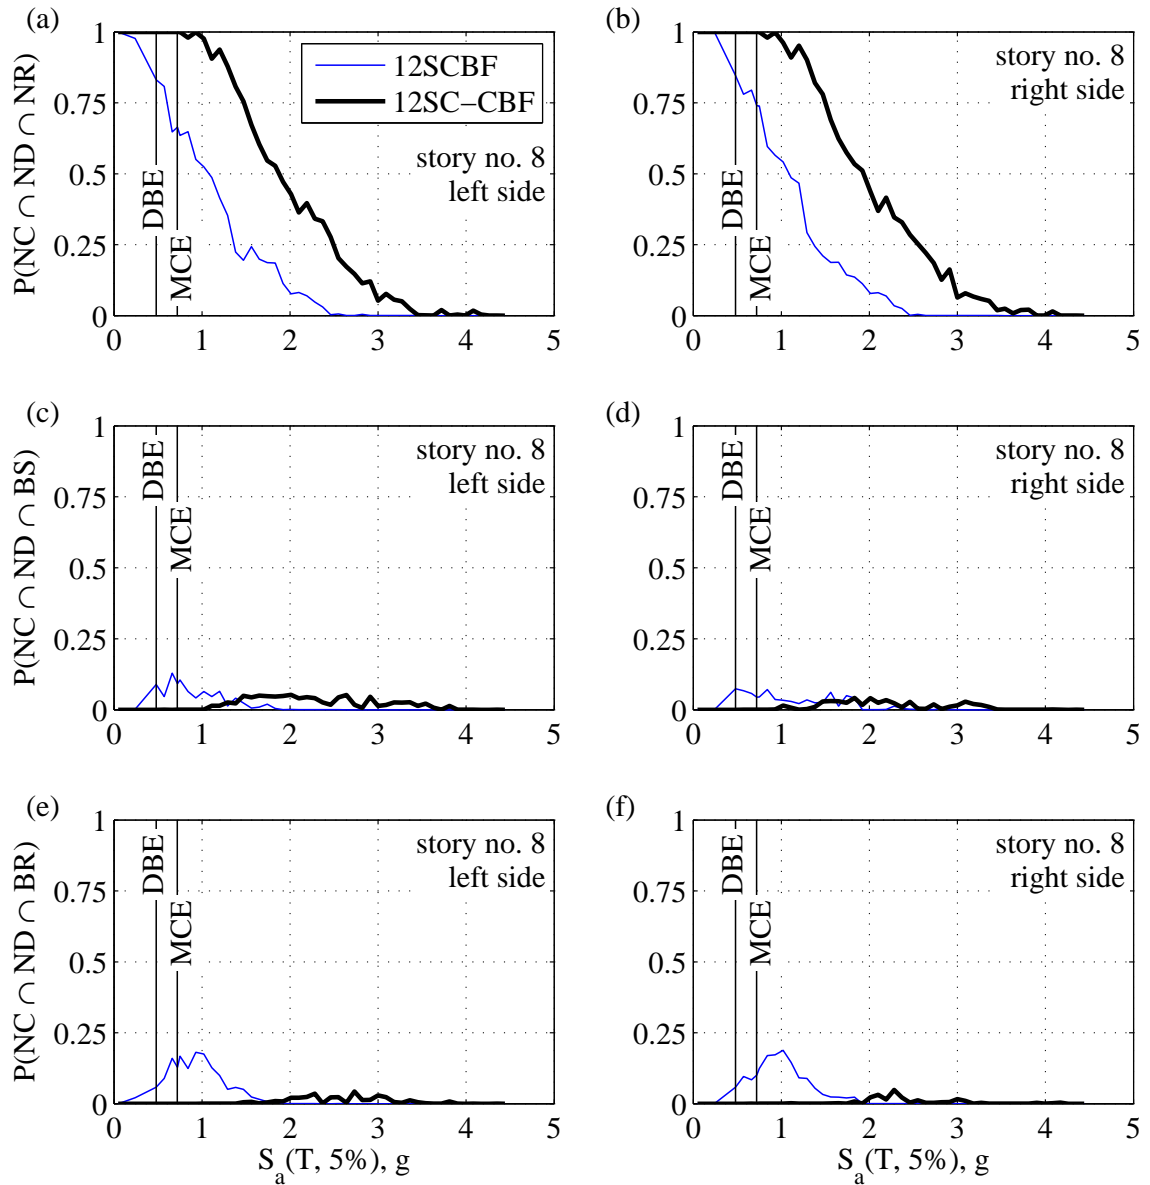 (a)
P(NC ∩ ND ∩ NR)
1
0.75
0.5
0.25
0
0 1 2 3 4 5
DBE
MCE
12SCBF
12SC−CBF
story no. 8
left side
(b)
1
0.75
0.5
0.25
0
0 1 2 3 4 5
DBE
MCE
story no. 8
right side
(c)
P(NC ∩ ND ∩ BS)
1
0.75
0.5
0.25
0
0 1 2 3 4 5
DBE
MCE
story no. 8
left side
(d)
1
0.75
0.5
0.25
0
0 1 2 3 4 5
DBE
MCE
story no. 8
right side
(e)
P(NC ∩ ND ∩ BR)
1
0.75
0.5
0.25
0
0 1 2 3 4 5
DBE
MCE
story no. 8
left side
S_a(T, 5%), g
(f)
1
0.75
0.5
0.25
0
0 1 2 3 4 5
DBE
MCE
story no. 8
right side
S_a(T, 5%), g